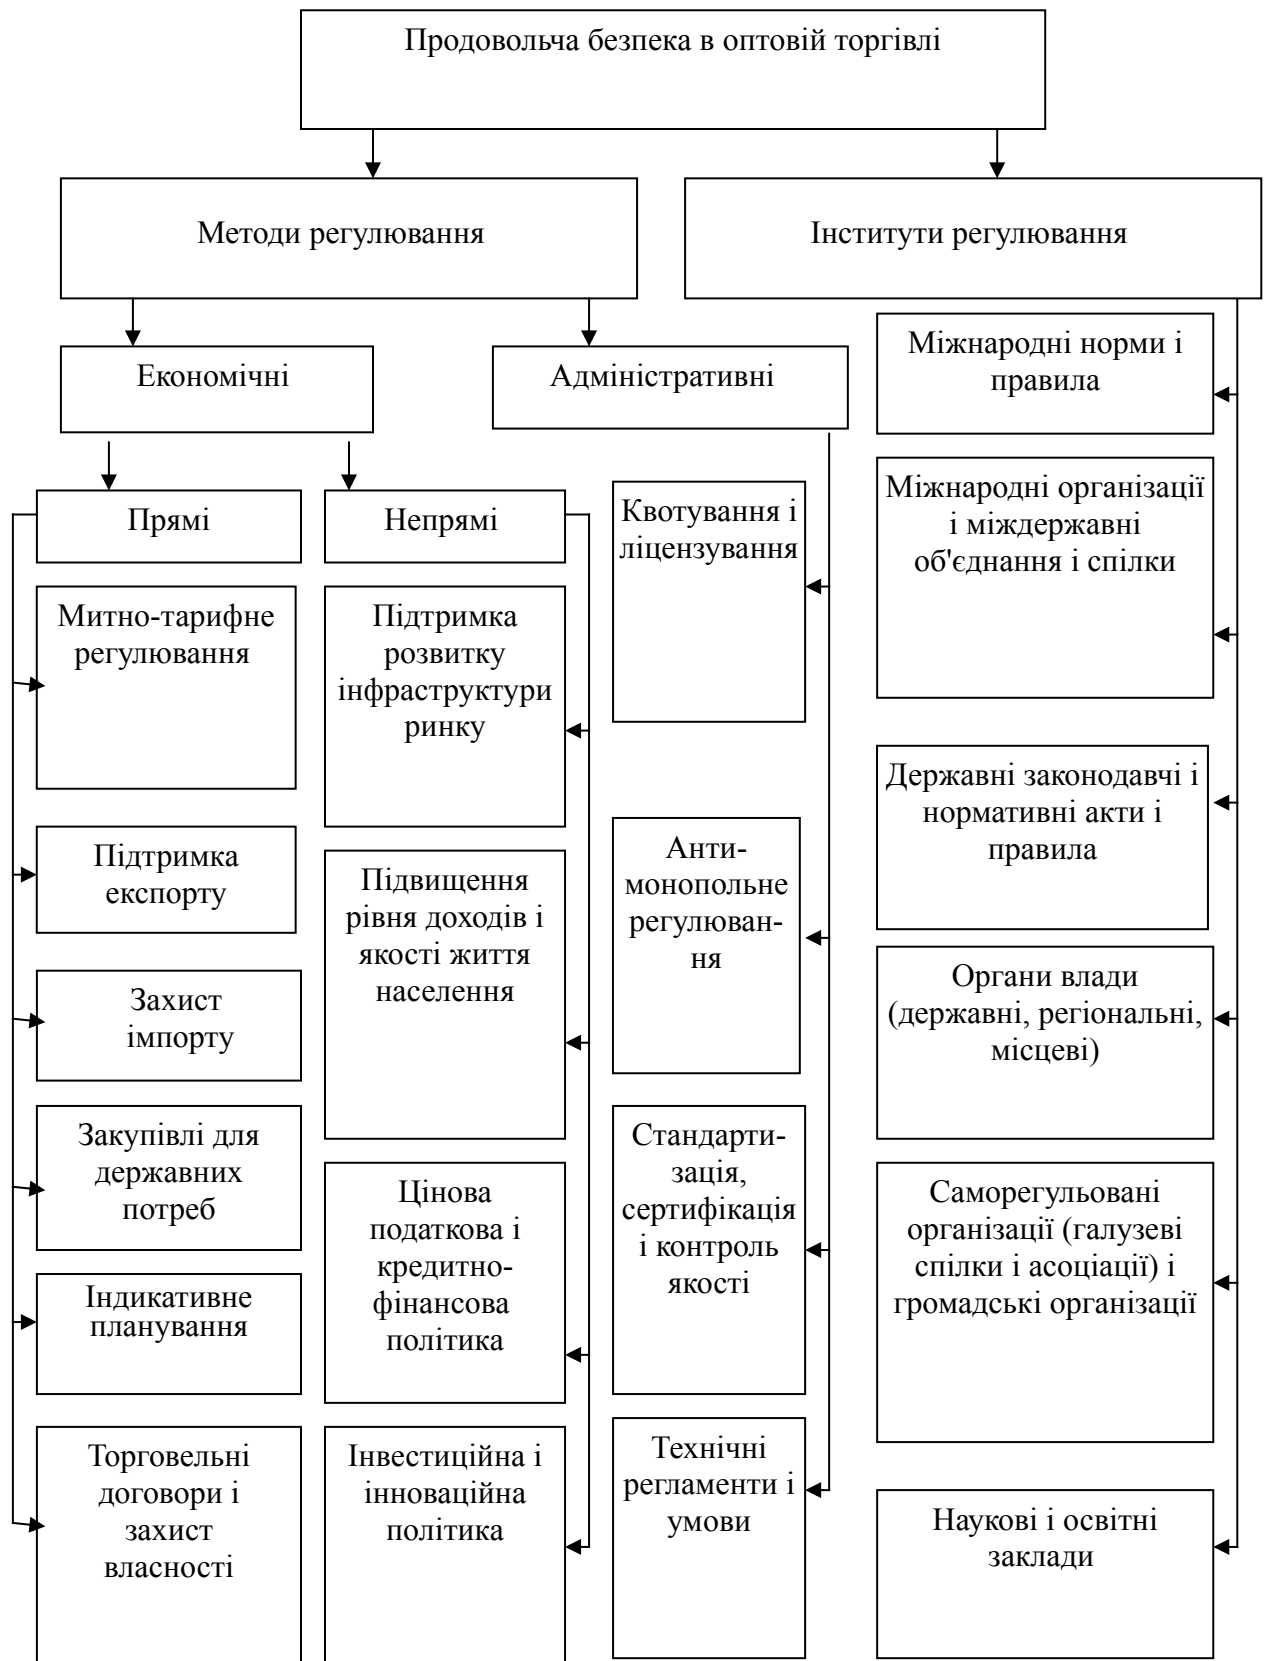 Продовольча безпека в оптовій торгівлі
Методи регулювання
Інститути регулювання
Економічні
Адміністративні
Прямі
Непрямі
Митно-тарифне
регулювання
Підтримка
експорту
Захист
імпорту
Закупівлі для
державних
потреб
Індикативне
планування
Торговельні
договори і
захист
власності
Підтримка
розвитку
інфраструктури
ринку
Підвищення
рівня доходів і
якості життя
населення
Цінова
податкова і
кредитно-
фінансова
політика
Інвестиційна і
інноваційна
політика
Квотування і
ліцензування
Анти-
монопольне
регулюван-
ня
Стандарти-
зація,
сертифікація
і контроль
якості
Технічні
регламенти і
умови
Міжнародні норми і
правила
Міжнародні організації
і міждержавні
об'єднання і спілки
Державні законодавчі і
нормативні акти і
правила
Органи влади
(державні, регіональні,
місцеві)
Саморегульовані
організації (галузеві
спілки і асоціації) і
громадські організації
Наукові і освітні
заклади